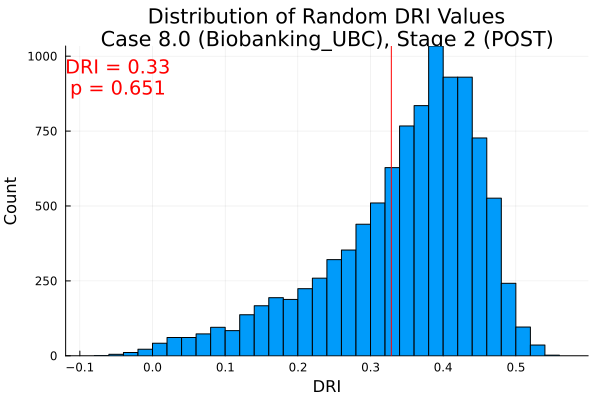 Distribution of Random DRI Values
Case 8.0 (Biobanking_UBC), Stage 2 (POST)
DRI = 0.33
p = 0.651
1000
750
500
250
0
Count
−0.1 0.0 0.1 0.2 0.3 0.4 0.5
DRI